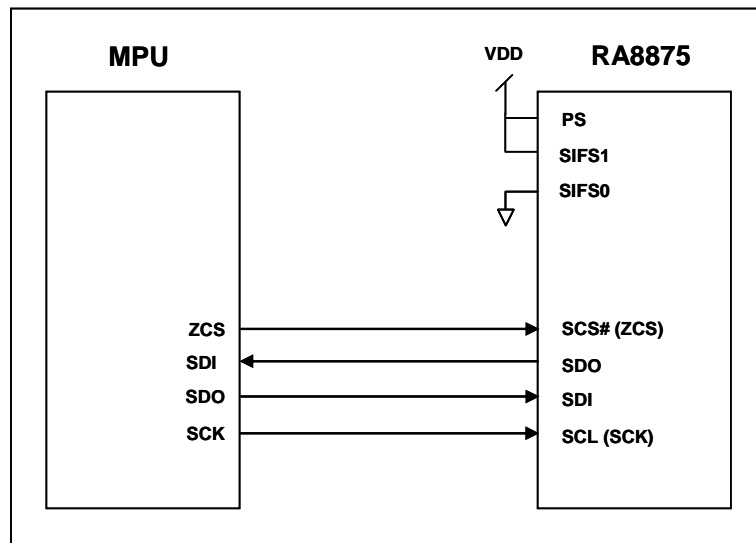 MPU
VDD
RA8875
PS
SIFS1
SIFS0
ZCS
SCS# (ZCS)
SDI
SDO
SDO
SDI
SCK
SCL (SCK)